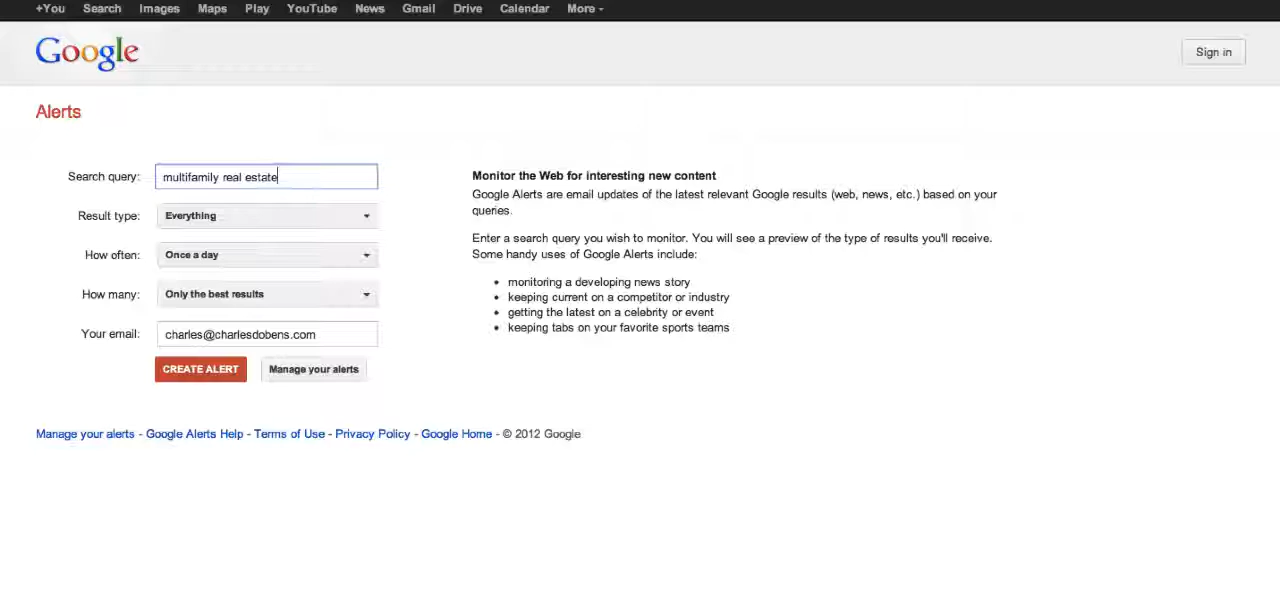 +You Search Images Maps Play YouTube News Gmail Drive Calendar More
Google
Sign in
Alerts
Search query: multifamily real estate
Result type: Everything
How often: Once a day
How many: Only the best results
Your email: charles@charlesdobens.com
CREATE ALERT Manage your alerts
Monitor the Web for interesting new content
Google Alerts are email updates of the latest relevant Google results (web, news, etc.) based on your
queries.
Enter a search query you wish to monitor. You will see a preview of the type of results you'll receive.
Some handy uses of Google Alerts include:
• monitoring a developing news story
• keeping current on a competitor or industry
• getting the latest on a celebrity or event
• keeping tabs on your favorite sports teams
Manage your alerts - Google Alerts Help - Terms of Use - Privacy Policy - Google Home - © 2012 Google